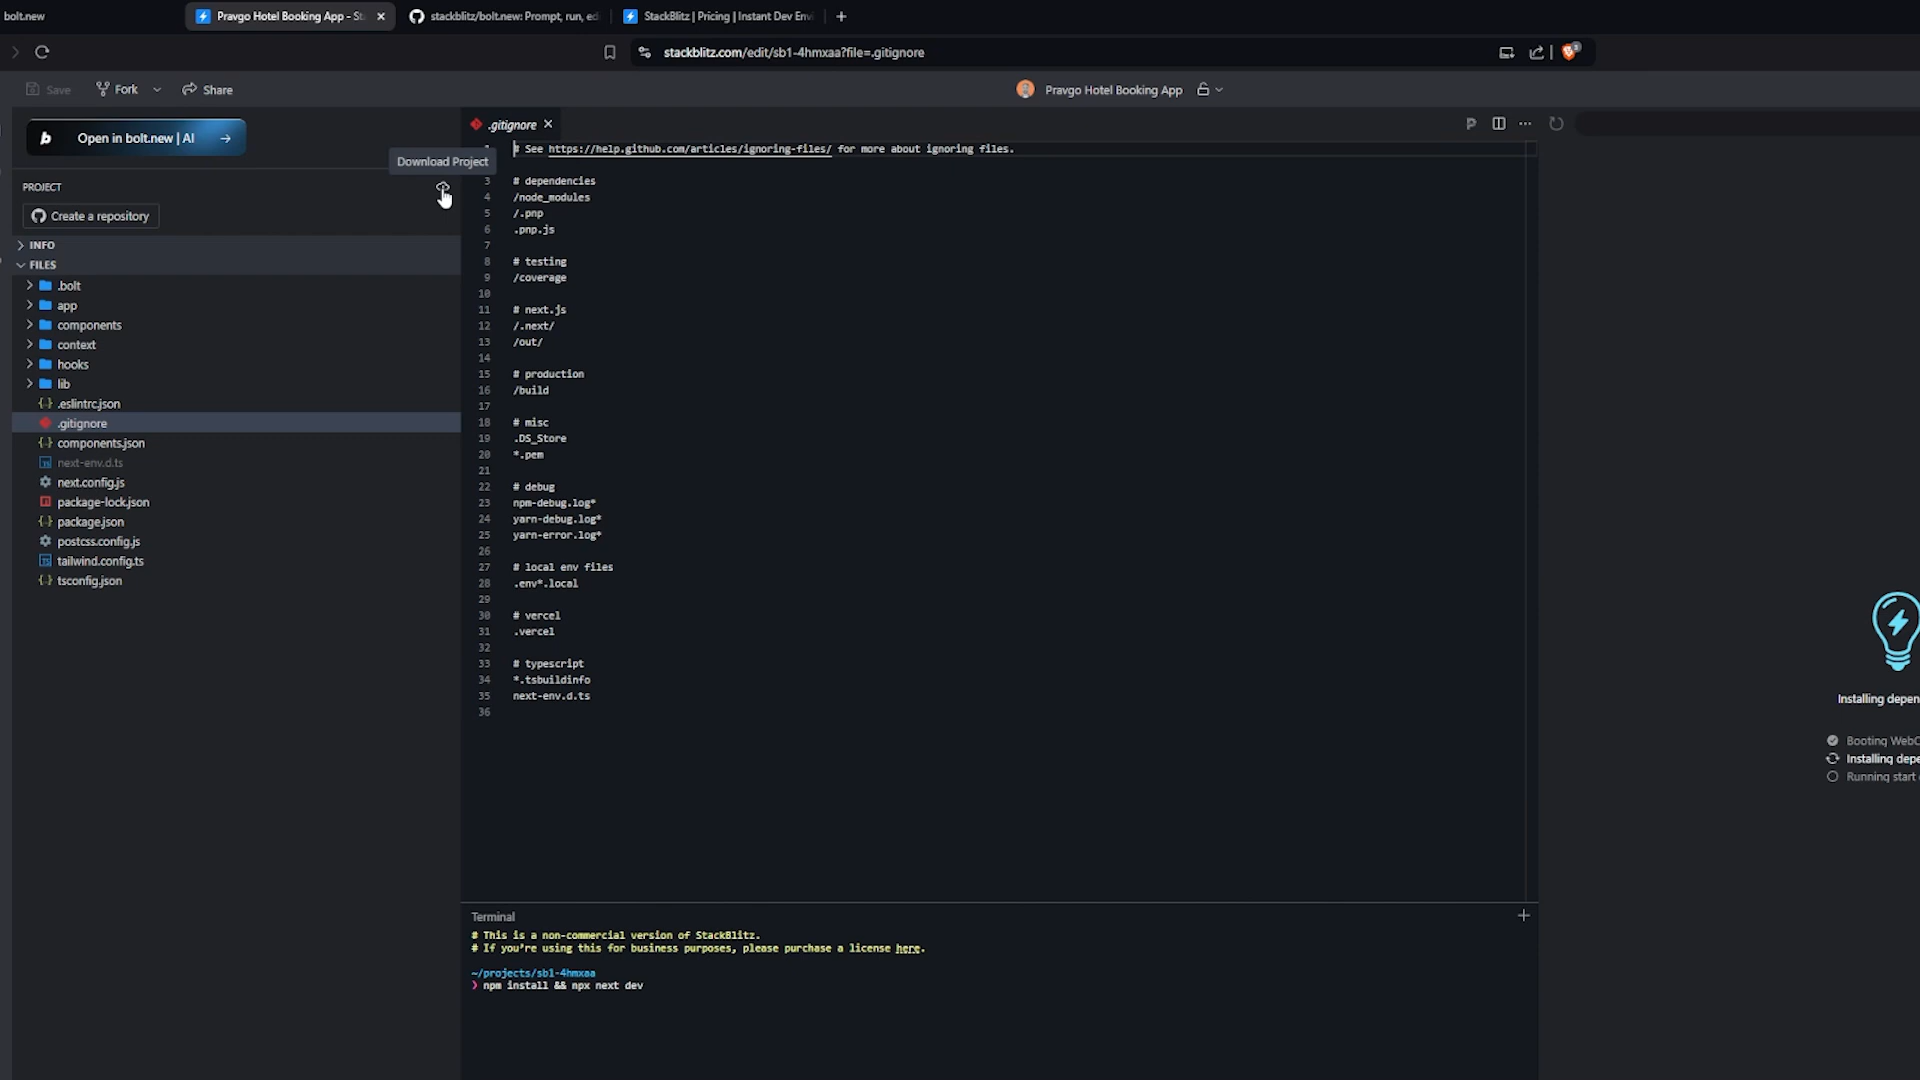 bolt.new
Pravgo Hotel Booking App - St
stackblitz/bolt.new: Prompt, run, ed
StackBlitz | Pricing | Instant Dev Envi
stackblitz.com/edit/sb1-4hmxaa?file=.gitignore
Save
Fork
Share
Pravgo Hotel Booking App
b
Open in bolt.new | AI
.gitignore
Download Project
PROJECT
Create a repository
INFO
FILES
.bolt
app
components
context
hooks
lib
.eslintrc.json
.gitignore
components.json
next-env.d.ts
next.config.js
package-lock.json
package.json
postcss.config.js
tailwind.config.ts
tsconfig.json
# See https://help.github.com/articles/ignoring-files/ for more about ignoring files.
3 # dependencies
4 /node_modules
5 /.pnp
6 .pnp.js
7
8 # testing
9 /coverage
10
11 # next.js
12 /.next/
13 /out/
14
15 # production
16 /build
17
18 # misc
19 .DS_Store
20 *.pem
21
22 # debug
23 npm-debug.log*
24 yarn-debug.log*
25 yarn-error.log*
26
27 # local env files
28 .env*.local
29
30 # vercel
31 .vercel
32
33 # typescript
34 *.tsbuildinfo
35 next-env.d.ts
36
Installing depen
Booting WebC
Installing depe
Running start
Terminal
# This is a non-commercial version of StackBlitz.
# If you're using this for business purposes, please purchase a license here.
~/projects/sb1-4hmxaa
❯ npm install && npx next dev